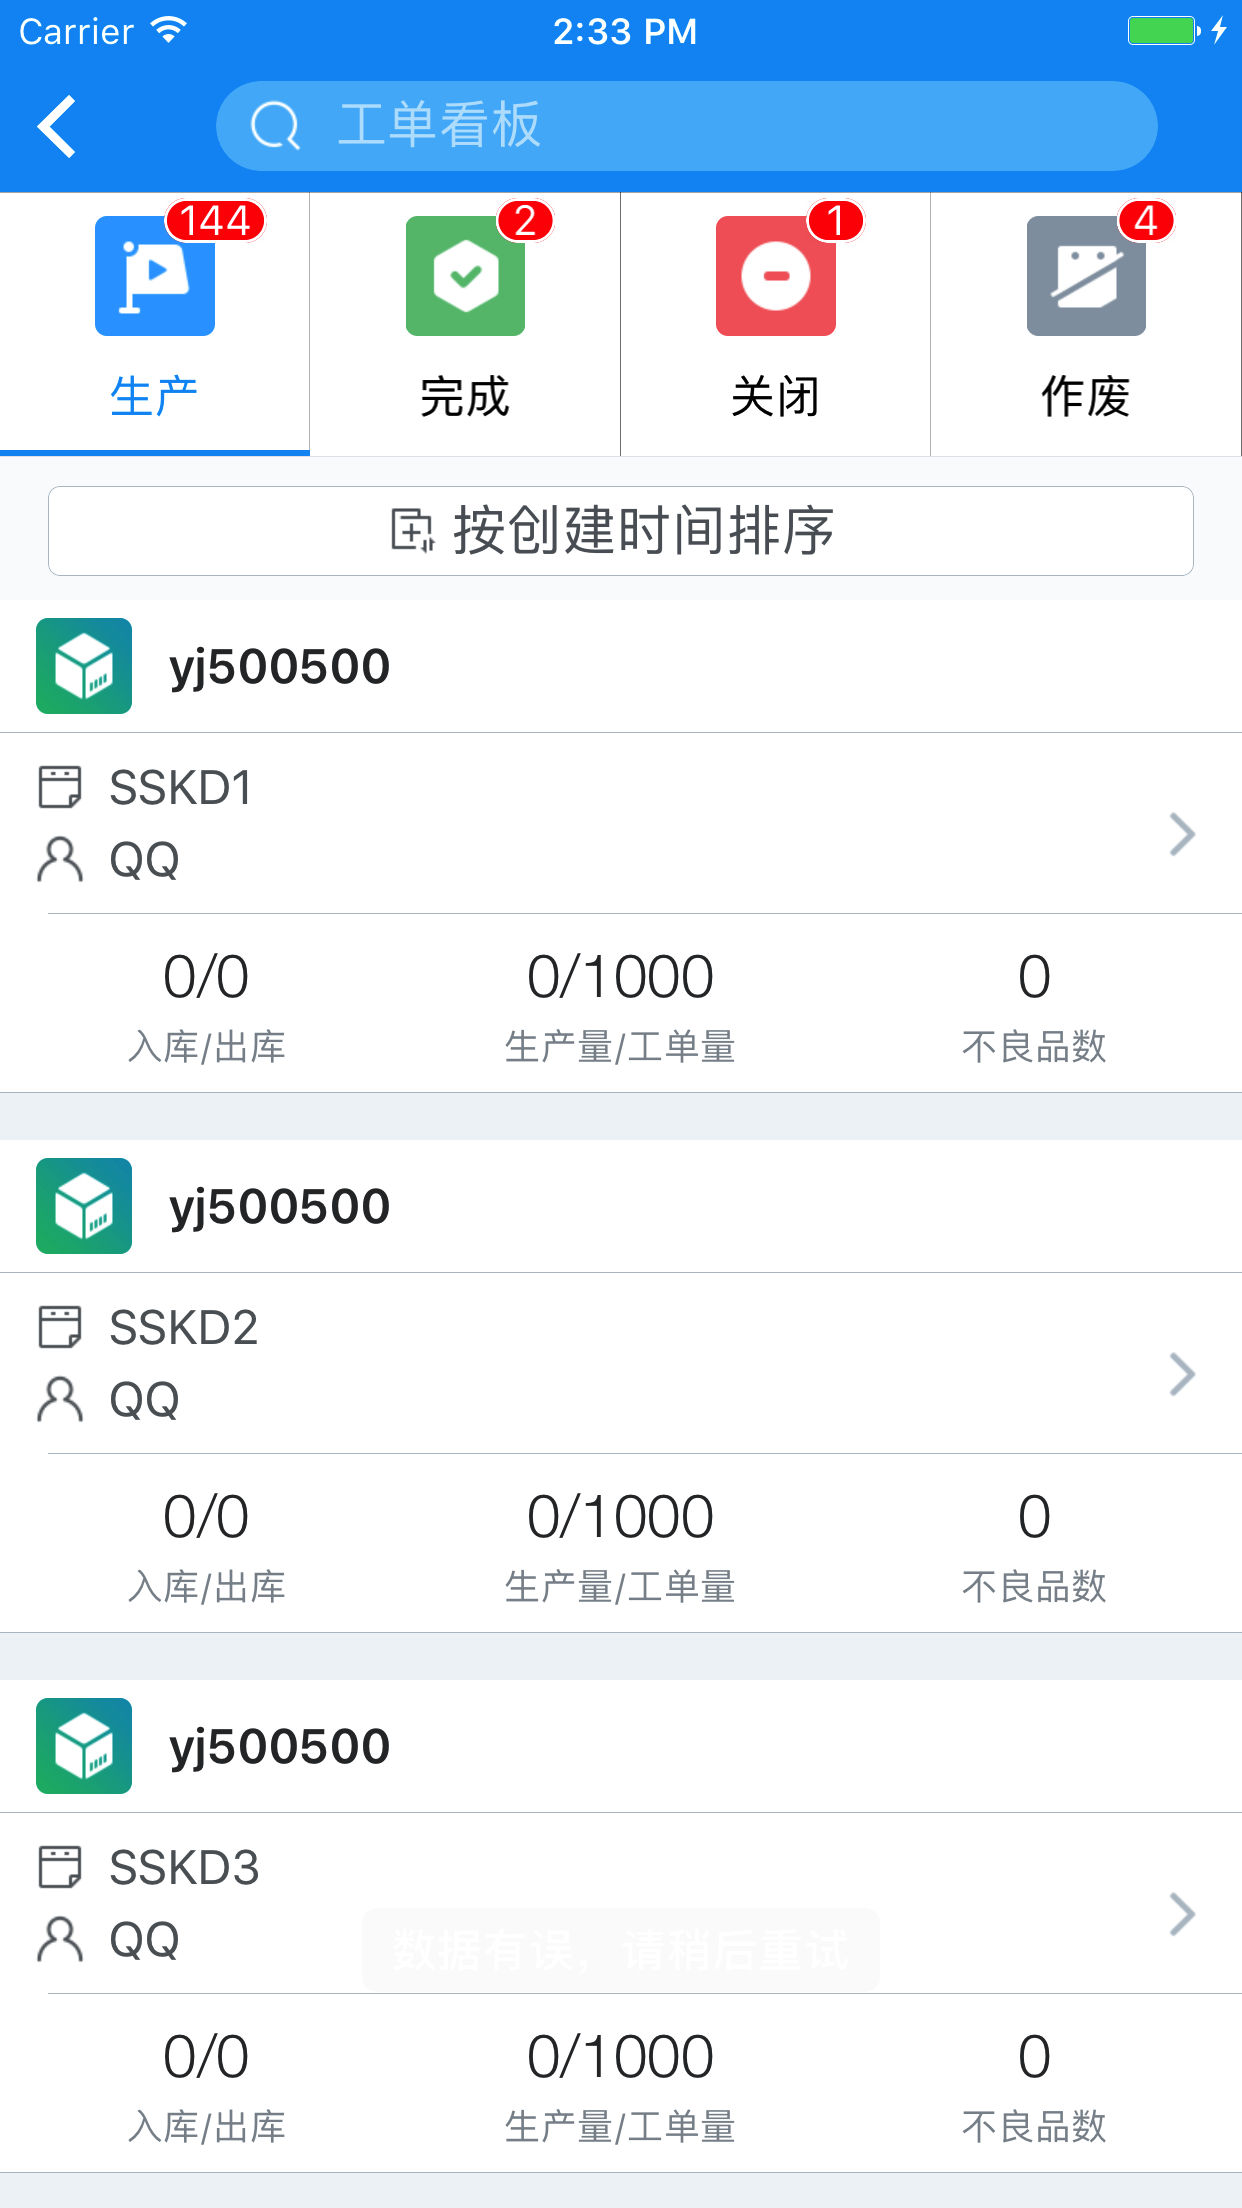 Carrier 2:33 PM
工单看板
144 2 1 4
生产 完成 关闭 作废
按创建时间排序
yj500500
SSKD1
QQ
0/0 0/1000 0
入库/出库 生产量/工单量 不良品数
yj500500
SSKD2
QQ
0/0 0/1000 0
入库/出库 生产量/工单量 不良品数
yj500500
SSKD3
QQ
数据有误，请稍后重试
0/0 0/1000 0
入库/出库 生产量/工单量 不良品数